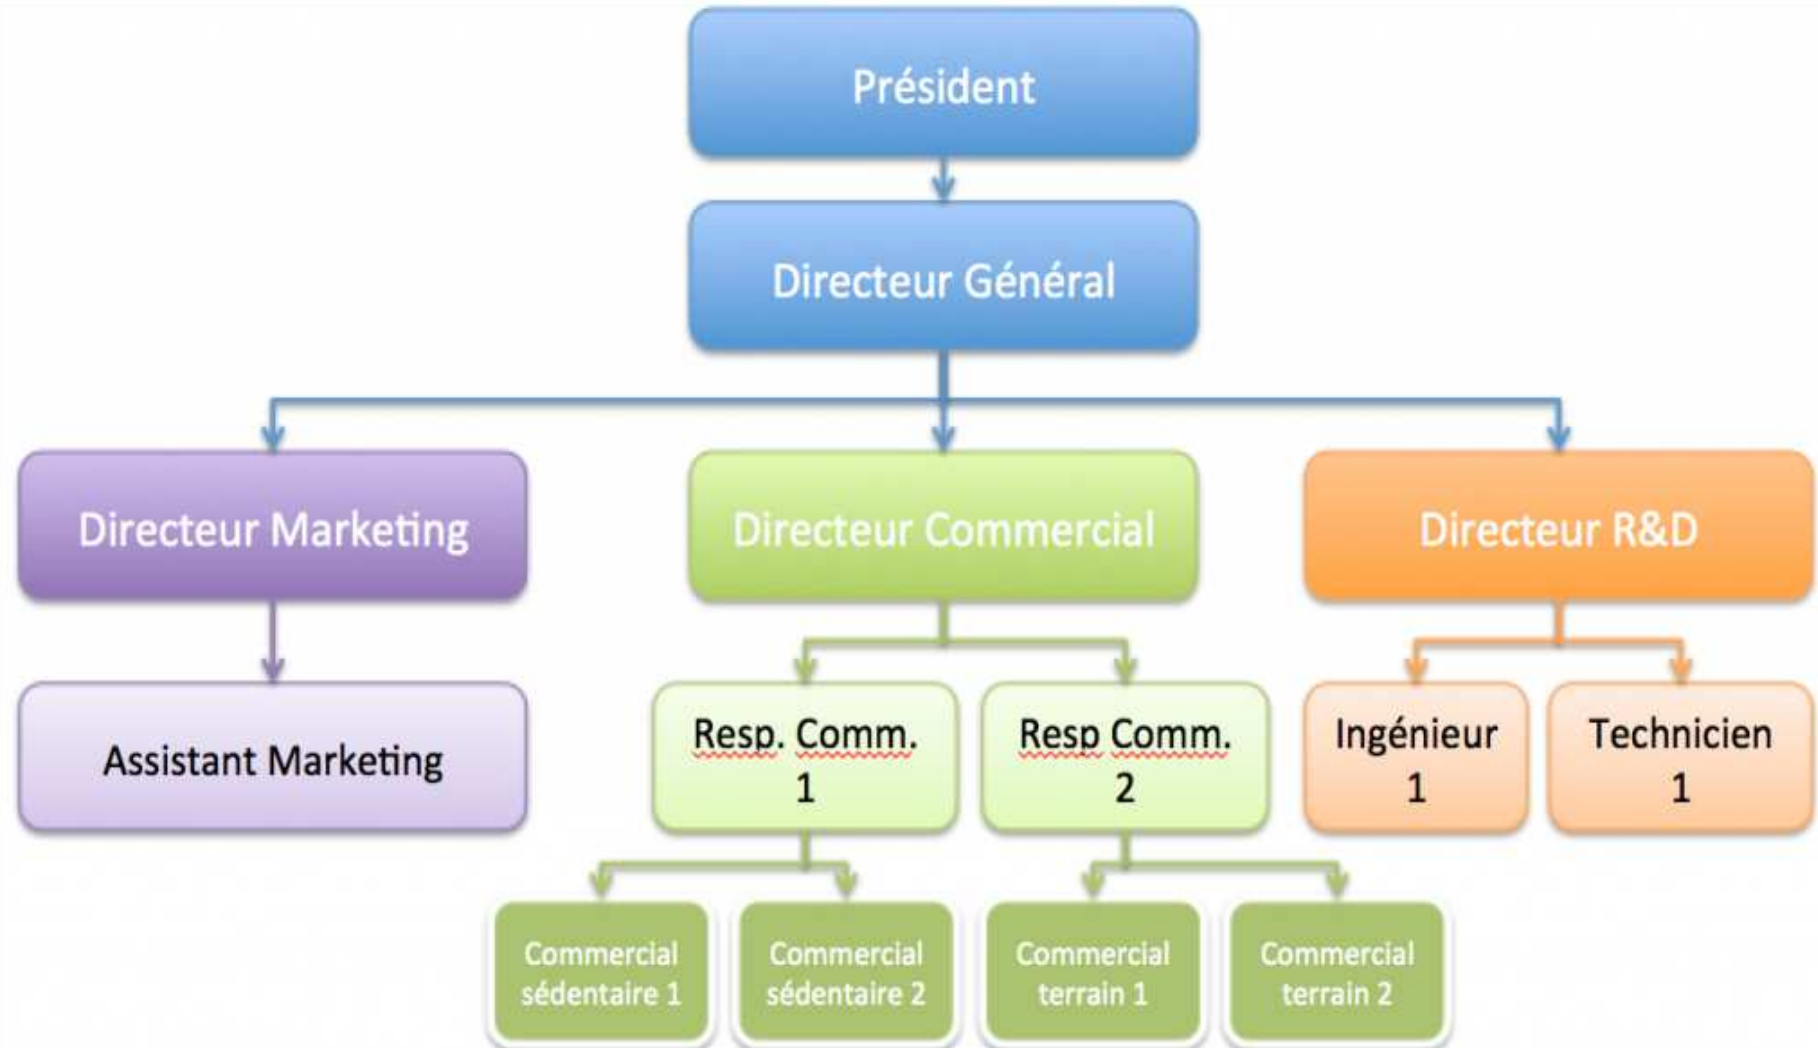 Président
Directeur Général
Directeur Marketing
Directeur Commercial
Directeur R&D
Assistant Marketing
Resp. Comm.
1
Resp Comm.
2
Ingénieur
1
Technicien
1
Commercial
sédentaire 1
Commercial
sédentaire 2
Commercial
terrain 1
Commercial
terrain 2